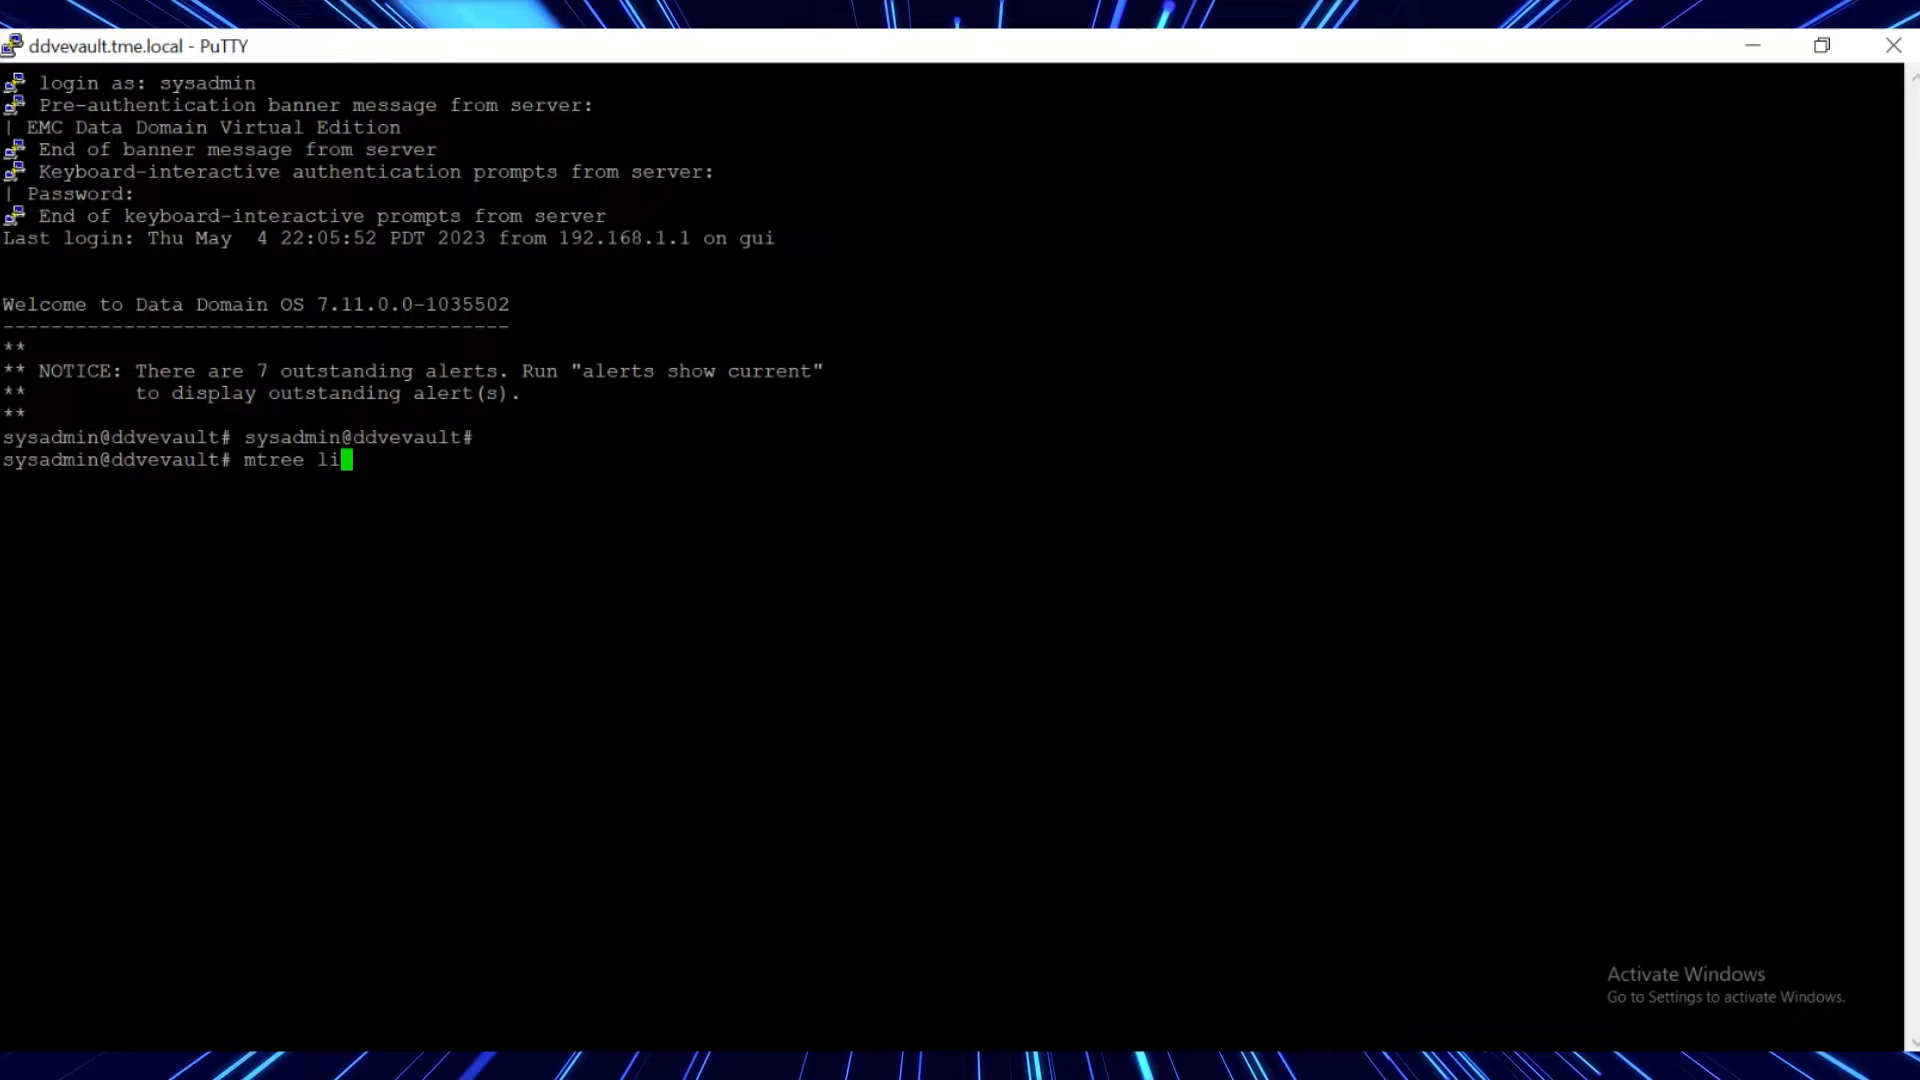 ddvevault.tme.local - PuTTY
login as: sysadmin
Pre-authentication banner message from server:
| EMC Data Domain Virtual Edition
End of banner message from server
Keyboard-interactive authentication prompts from server:
| Password:
End of keyboard-interactive prompts from server
Last login: Thu May  4 22:05:52 PDT 2023 from 192.168.1.1 on gui
Welcome to Data Domain OS 7.11.0.0-1035502
------------------------------------------
**
** NOTICE: There are 7 outstanding alerts. Run "alerts show current"
**         to display outstanding alert(s).
**
sysadmin@ddvevault# sysadmin@ddvevault#
sysadmin@ddvevault# mtree li
Activate Windows
Go to Settings to activate Windows.